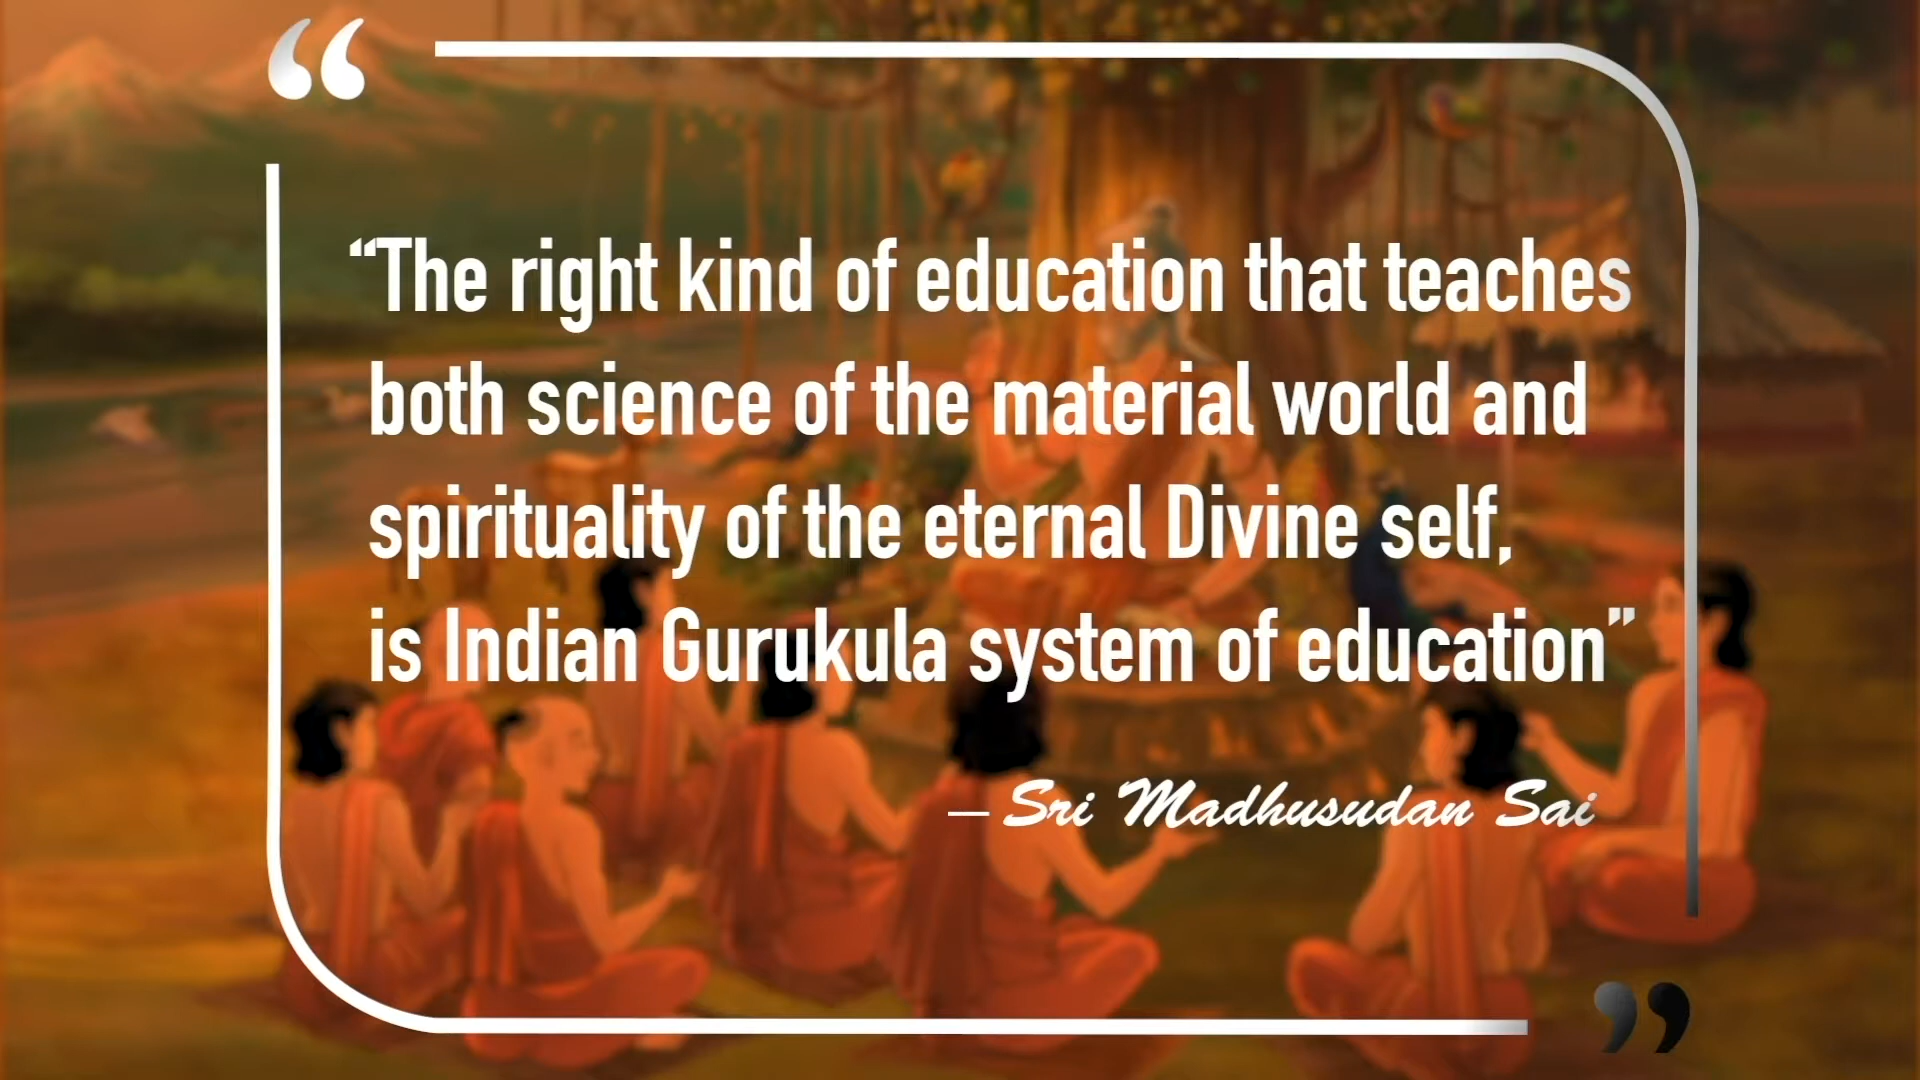 “The right kind of education that teaches
both science of the material world and
spirituality of the eternal Divine self,
is Indian Gurukula system of education”
— Sri Madhusudan Sai